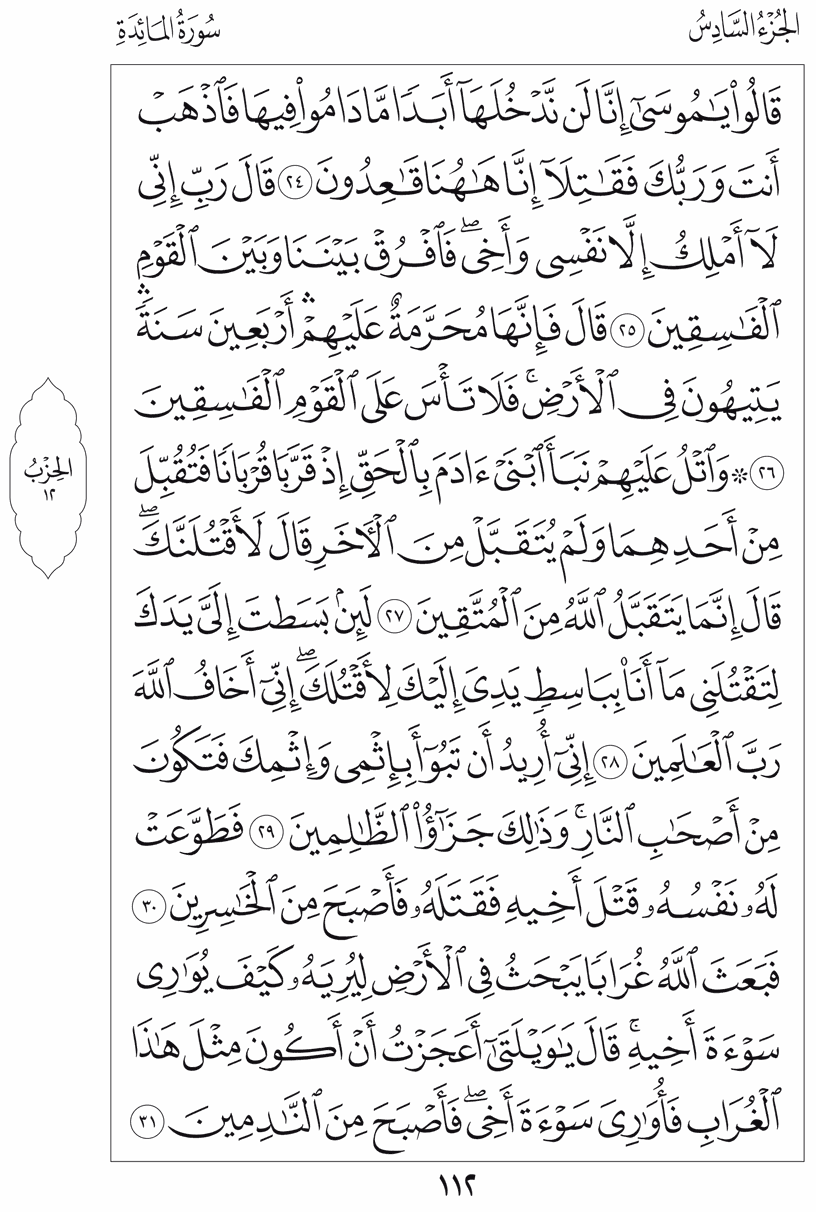 الجُزْءُ السَّادِسُ
سُورَةُ المَائِدَةِ
قَالُوا۟ يَـٰمُوسَىٰٓ إِنَّا لَن نَّدْخُلَهَآ أَبَدًا مَّا دَامُوا۟ فِيهَا فَٱذْهَبْ
أَنتَ وَرَبُّكَ فَقَـٰتِلَآ إِنَّا هَـٰهُنَا قَـٰعِدُونَ ٢٤ قَالَ رَبِّ إِنِّى
لَآ أَمْلِكُ إِلَّا نَفْسِى وَأَخِى ۖ فَٱفْرُقْ بَيْنَنَا وَبَيْنَ ٱلْقَوْمِ
ٱلْفَـٰسِقِينَ ٢٥ قَالَ فَإِنَّهَا مُحَرَّمَةٌ عَلَيْهِمْ ۛ أَرْبَعِينَ سَنَةً ۛ
يَتِيهُونَ فِى ٱلْأَرْضِ ۚ فَلَا تَأْسَ عَلَى ٱلْقَوْمِ ٱلْفَـٰسِقِينَ
٢٦ ۞ وَٱتْلُ عَلَيْهِمْ نَبَأَ ٱبْنَىْ ءَادَمَ بِٱلْحَقِّ إِذْ قَرَّبَا قُرْبَانًا فَتُقُبِّلَ
مِنْ أَحَدِهِمَا وَلَمْ يُتَقَبَّلْ مِنَ ٱلْـَٔاخَرِ قَالَ لَأَقْتُلَنَّكَ ۖ
قَالَ إِنَّمَا يَتَقَبَّلُ ٱللَّهُ مِنَ ٱلْمُتَّقِينَ ٢٧ لَئِنۢ بَسَطتَ إِلَىَّ يَدَكَ
لِتَقْتُلَنِى مَآ أَنَا۠ بِبَاسِطٍ يَدِىَ إِلَيْكَ لِأَقْتُلَكَ ۖ إِنِّىٓ أَخَافُ ٱللَّهَ
رَبَّ ٱلْعَـٰلَمِينَ ٢٨ إِنِّىٓ أُرِيدُ أَن تَبُوٓأَ بِإِثْمِى وَإِثْمِكَ فَتَكُونَ
مِنْ أَصْحَـٰبِ ٱلنَّارِ ۚ وَذَٰلِكَ جَزَٰٓؤُا۟ ٱلظَّـٰلِمِينَ ٢٩ فَطَوَّعَتْ
لَهُۥ نَفْسُهُۥ قَتْلَ أَخِيهِ فَقَتَلَهُۥ فَأَصْبَحَ مِنَ ٱلْخَـٰسِرِينَ ٣٠
فَبَعَثَ ٱللَّهُ غُرَابًا يَبْحَثُ فِى ٱلْأَرْضِ لِيُرِيَهُۥ كَيْفَ يُوَٰرِى
سَوْءَةَ أَخِيهِ ۚ قَالَ يَـٰوَيْلَتَىٰٓ أَعَجَزْتُ أَنْ أَكُونَ مِثْلَ هَـٰذَا
ٱلْغُرَابِ فَأُوَٰرِىَ سَوْءَةَ أَخِى ۖ فَأَصْبَحَ مِنَ ٱلنَّـٰدِمِينَ ٣١
الحِزْبُ
١٢
١١٢